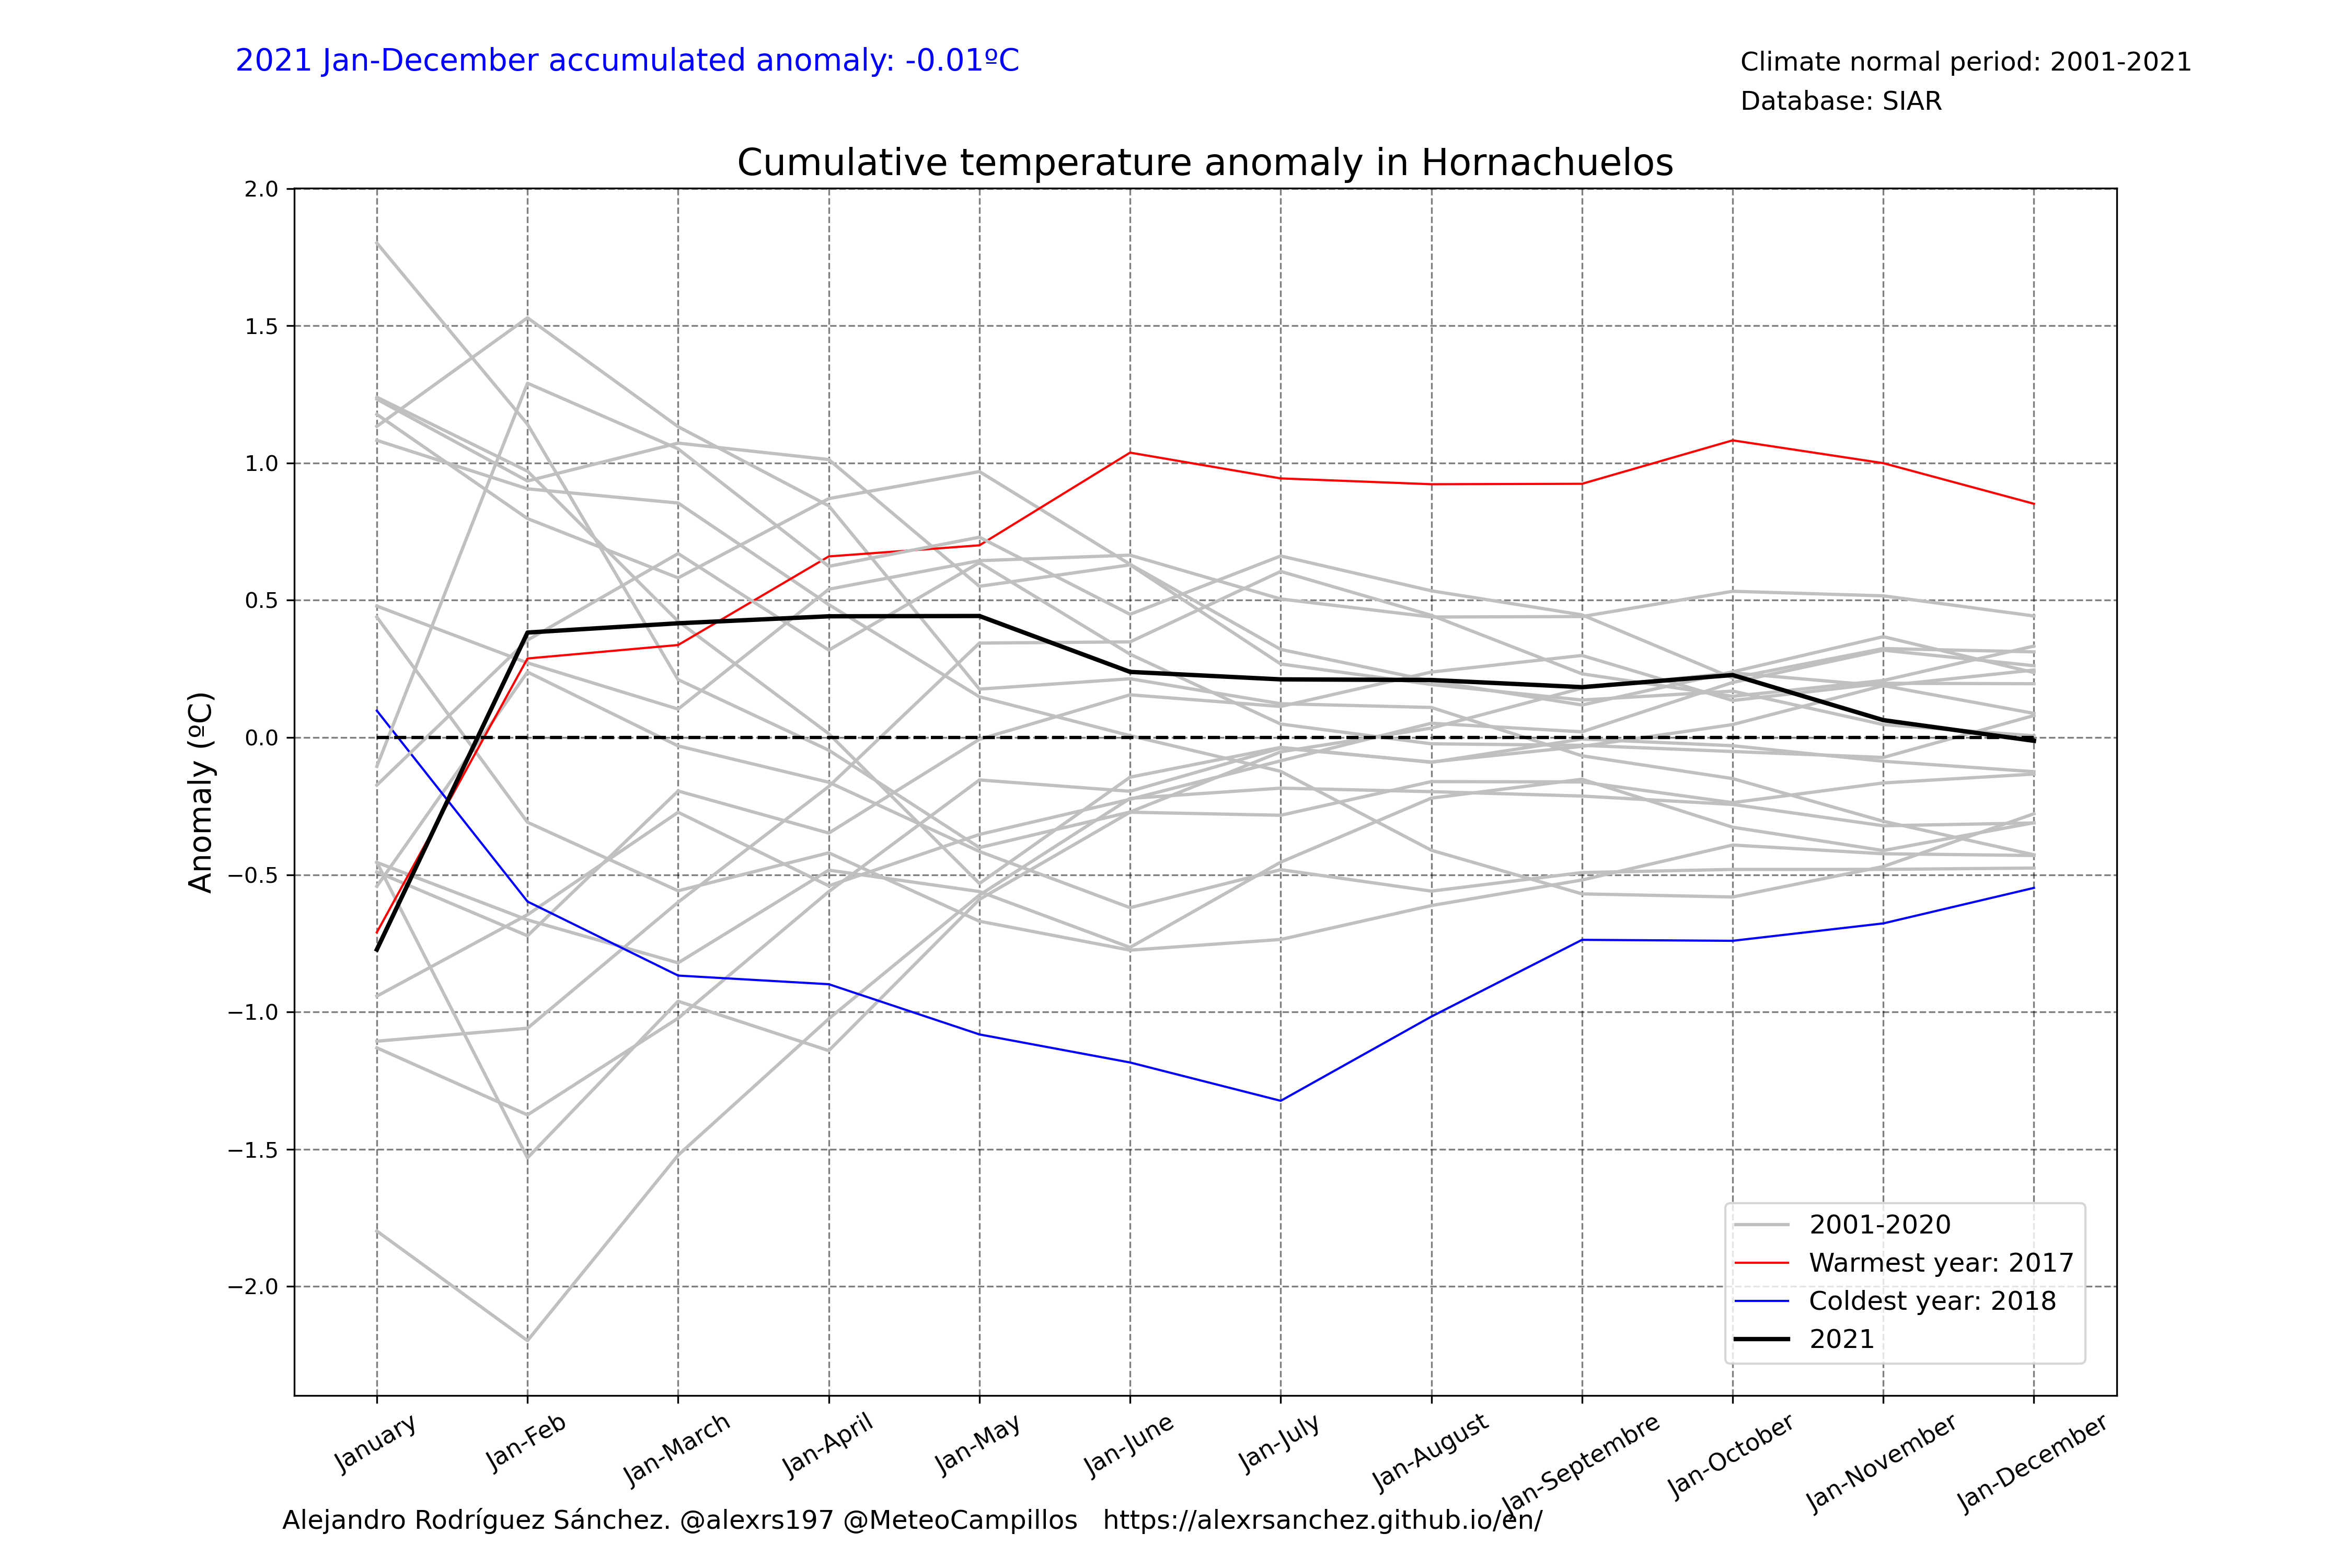 2021 Jan-December accumulated anomaly: -0.01ºC
Climate normal period: 2001-2021
Database: SIAR
Cumulative temperature anomaly in Hornachuelos
2.0
1.5
1.0
0.5
0.0
−0.5
−1.0
−1.5
−2.0
Anomaly (ºC)
2001-2020
Warmest year: 2017
Coldest year: 2018
2021
January
Jan-Feb
Jan-March
Jan-April
Jan-May
Jan-June
Jan-July
Jan-August
Jan-Septembre
Jan-October
Jan-November
Jan-December
Alejandro Rodríguez Sánchez. @alexrs197 @MeteoCampillos   https://alexrsanchez.github.io/en/